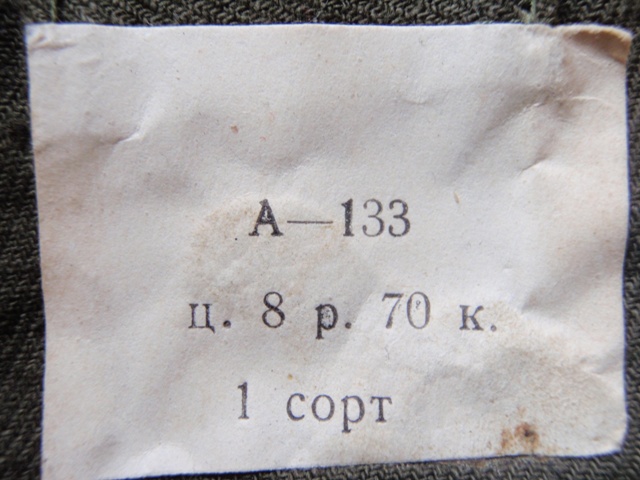 А—133
ц. 8 р. 70 к.
1 сорт